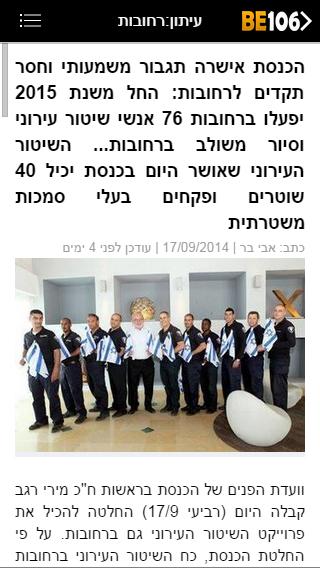 עיתון:רחובות
BE106
הכנסת אישרה תגבור משמעותי וחסר
תקדים לרחובות: החל משנת 2015
יפעלו ברחובות 76 אנשי שיטור עירוני
וסיור משולב ברחובות... השיטור
העירוני שאושר היום בכנסת יכיל 40
שוטרים ופקחים בעלי סמכות
משטרתית
כתב: אבי בר | 17/09/2014 | עודכן לפני 4 ימים
וועדת הפנים של הכנסת בראשות ח"כ מירי רגב
קבלה היום (רביעי 17/9) החלטה להכיל את
פרוייקט השיטור העירוני גם ברחובות. על פי
החלטת הכנסת, כח השיטור העירוני ברחובות